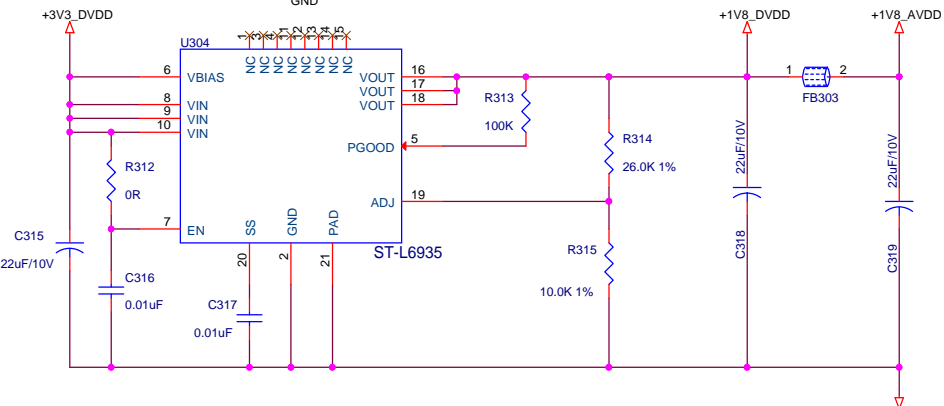 GND
+3V3_DVDD
+1V8_DVDD
+1V8_AVDD
U304
1
3
4
11
12
13
14
15
NC
NC
NC
NC
NC
NC
NC
NC
6
VBIAS
8
VIN
9
VIN
10
VIN
7
EN
VOUT
16
VOUT
17
VOUT
18
PGOOD
5
ADJ
19
SS
20
GND
2
PAD
21
ST-L6935
R312
0R
C315
22uF/10V
C316
0.01uF
C317
0.01uF
R313
100K
R314
26.0K 1%
R315
10.0K 1%
22uF/10V
C318
1
2
FB303
22uF/10V
C319